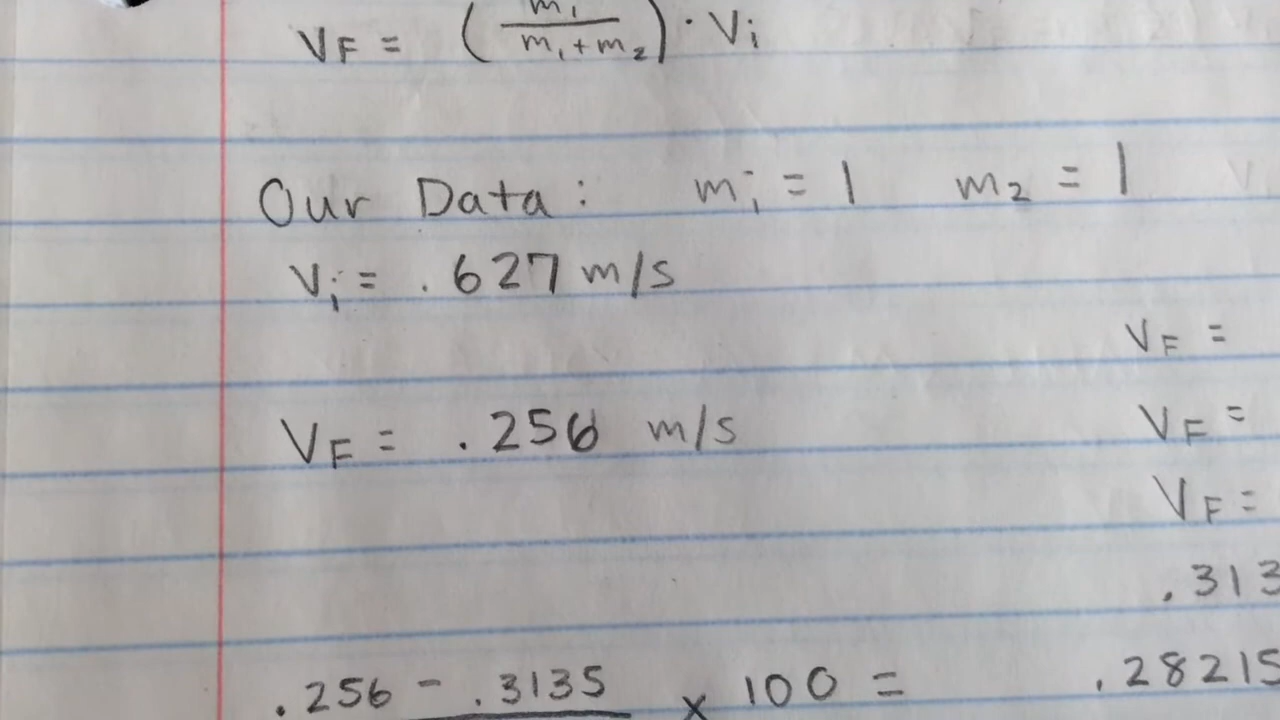 VF = (m1/m1+m2) · Vi
Our Data: mi = 1 m2 = 1
Vi = .627 m/s
VF =
VF = .256 m/s VF =
VF =
.313
.256 - .3135 x 100 = .28215